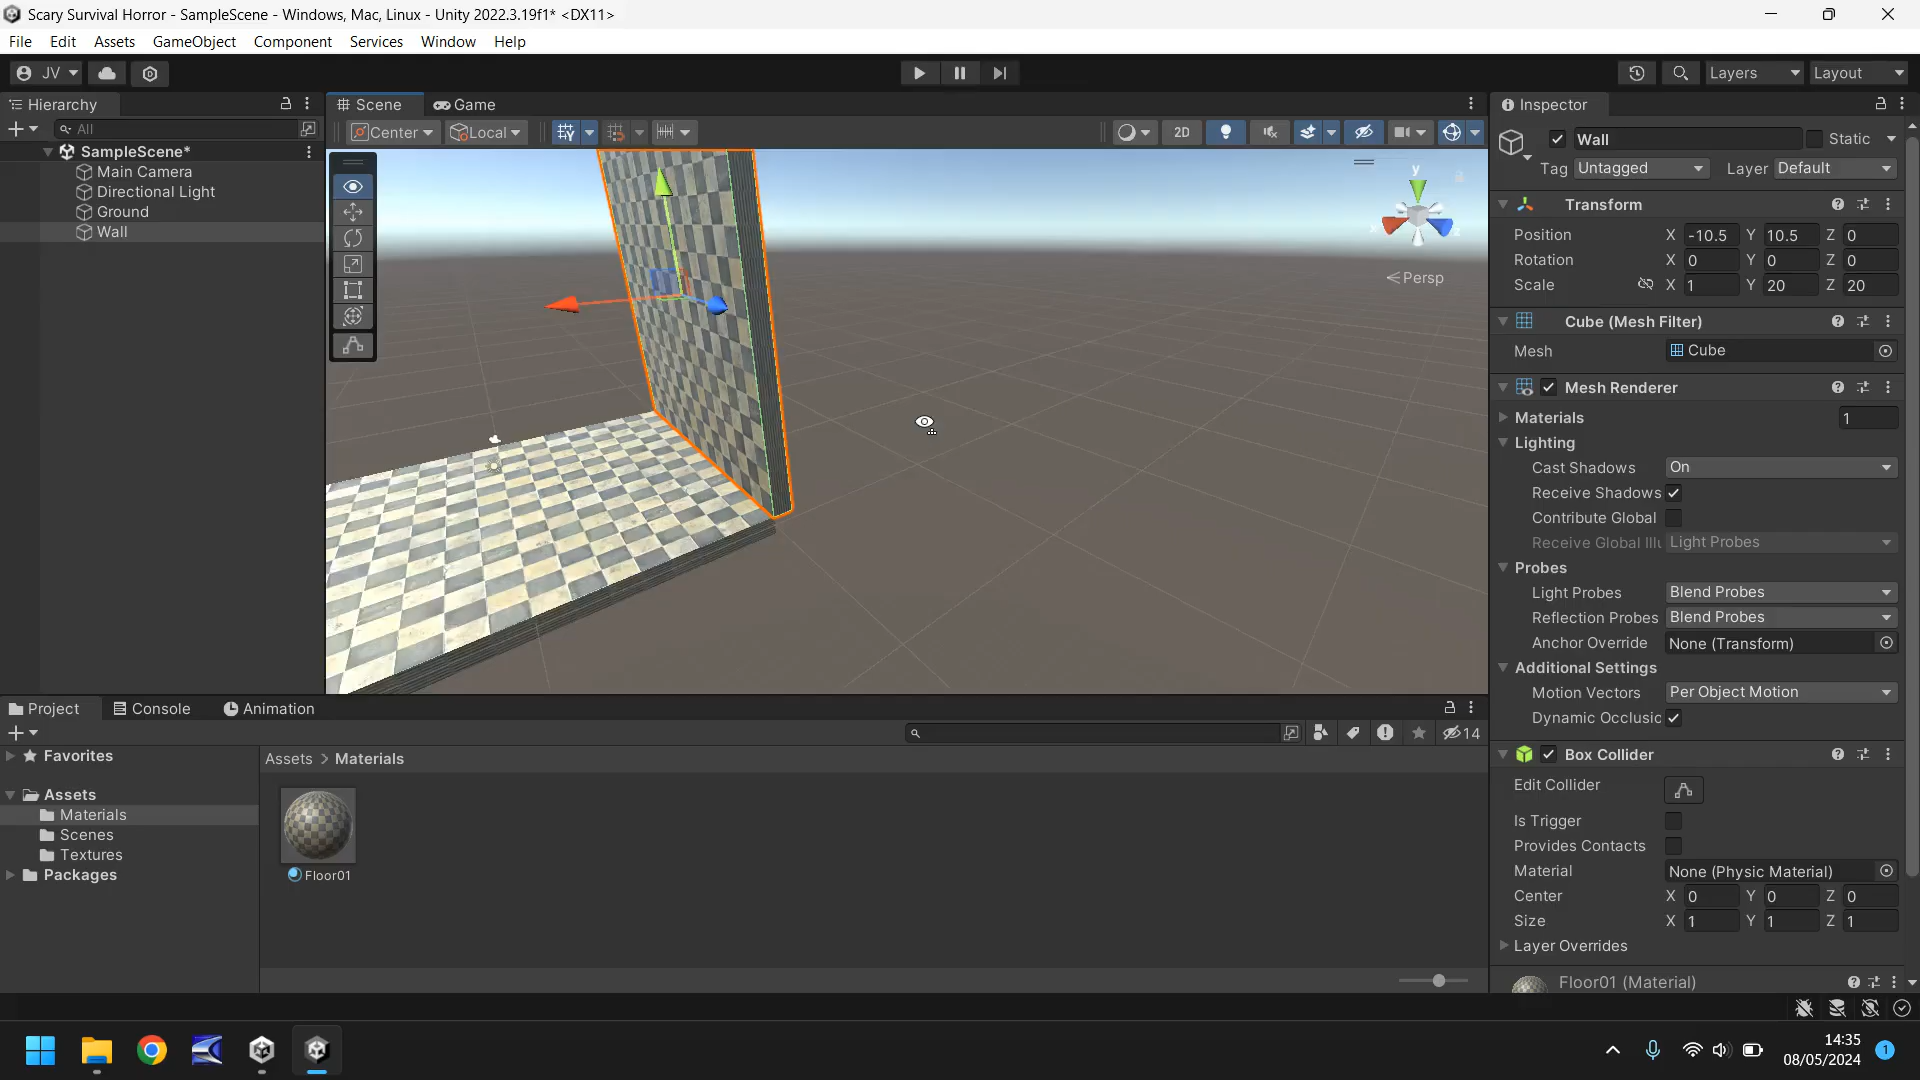 Scary Survival Horror - SampleScene - Windows, Mac, Linux - Unity 2022.3.19f1* <DX11>
File Edit Assets GameObject Component Services Window Help
JV Layers Layout
Hierarchy
All
SampleScene*
Main Camera
Directional Light
Ground
Wall
Scene Game
Center Local 2D
y
x
z
Persp
Inspector
Wall Static
Tag Untagged Layer Default
Transform
Position X -10.5 Y 10.5 Z 0
Rotation X 0 Y 0 Z 0
Scale X 1 Y 20 Z 20
Cube (Mesh Filter)
Mesh Cube
Mesh Renderer
Materials 1
Lighting
Cast Shadows On
Receive Shadows
Contribute Global
Receive Global Illu Light Probes
Probes
Light Probes Blend Probes
Reflection Probes Blend Probes
Anchor Override None (Transform)
Additional Settings
Motion Vectors Per Object Motion
Dynamic Occlusic
Box Collider
Edit Collider
Is Trigger
Provides Contacts
Material None (Physic Material)
Center X 0 Y 0 Z 0
Size X 1 Y 1 Z 1
Layer Overrides
Floor01 (Material)
Project Console Animation
14
Favorites
Assets
Materials
Scenes
Textures
Packages
Assets > Materials
Floor01
14:35
08/05/2024
1